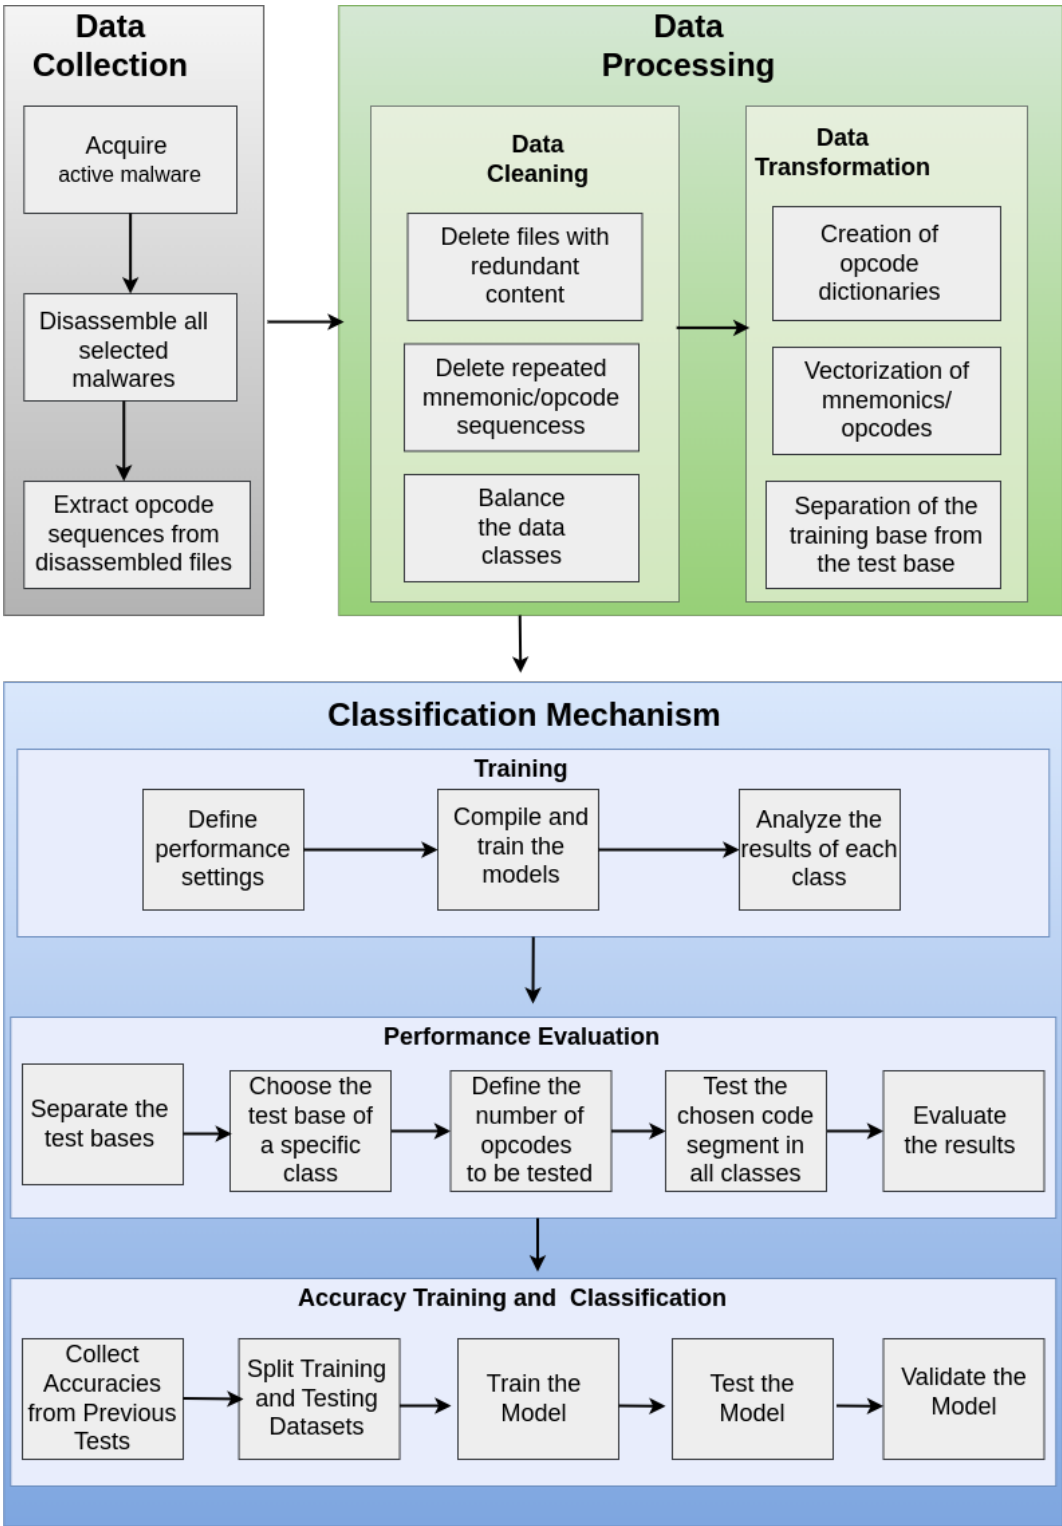 Data
Collection
Acquire
active malware
Disassemble all
selected
malwares
Extract opcode
sequences from
disassembled files
Data
Processing
Data
Cleaning
Delete files with
redundant
content
Delete repeated
mnemonic/opcode
sequencess
Balance
the data
classes
Data
Transformation
Creation of
opcode
dictionaries
Vectorization of
mnemonics/
opcodes
Separation of the
training base from
the test base
Classification Mechanism
Training
Define
performance
settings
Compile and
train the
models
Analyze the
results of each
class
Performance Evaluation
Separate the
test bases
Choose the
test base of
a specific
class
Define the
number of
opcodes
to be tested
Test the
chosen code
segment in
all classes
Evaluate
the results
Accuracy Training and  Classification
Collect
Accuracies
from Previous
Tests
Split Training
and Testing
Datasets
Train the
Model
Test the
Model
Validate the
Model